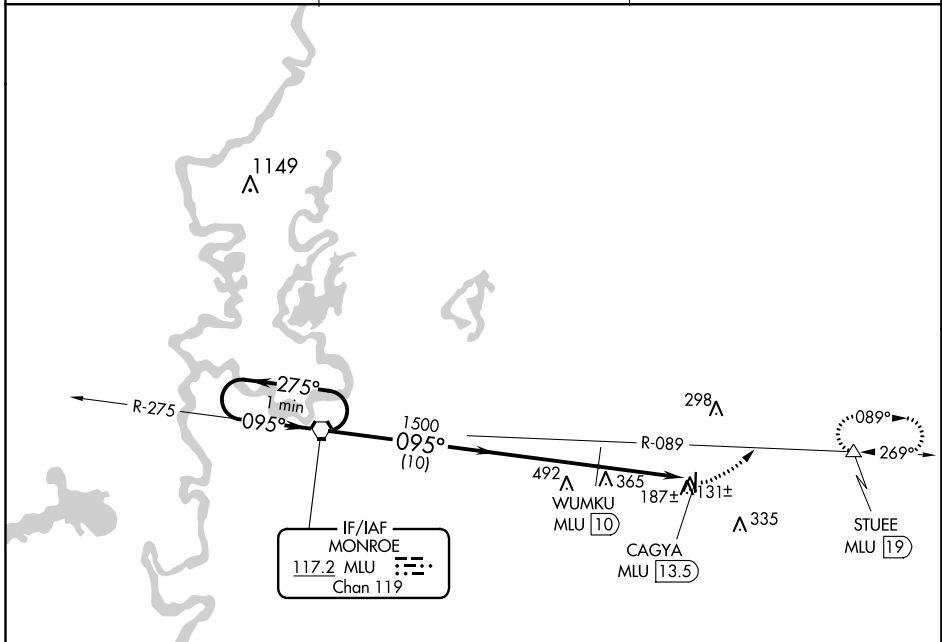 1149
R-275
275°
1 min
095°
1500
095°
(10)
R-089
298
089°
269°
492
365
187±
131±
WUMKU
MLU 10
335
STUEE
MLU 19
CAGYA
MLU 13.5
IF/IAF
MONROE
117.2 MLU
Chan 119